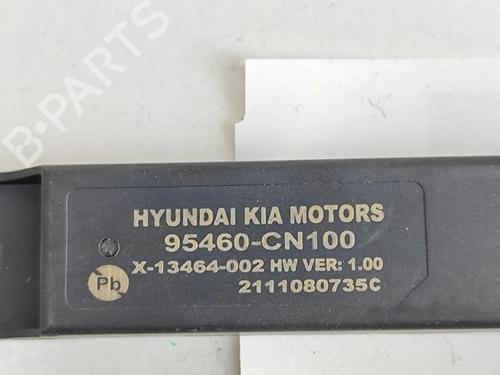 B-PARTS
HYUNDAI KIA MOTORS
95460-CN100
X-13464-002 HW VER: 1.00
Pb
2111080735C